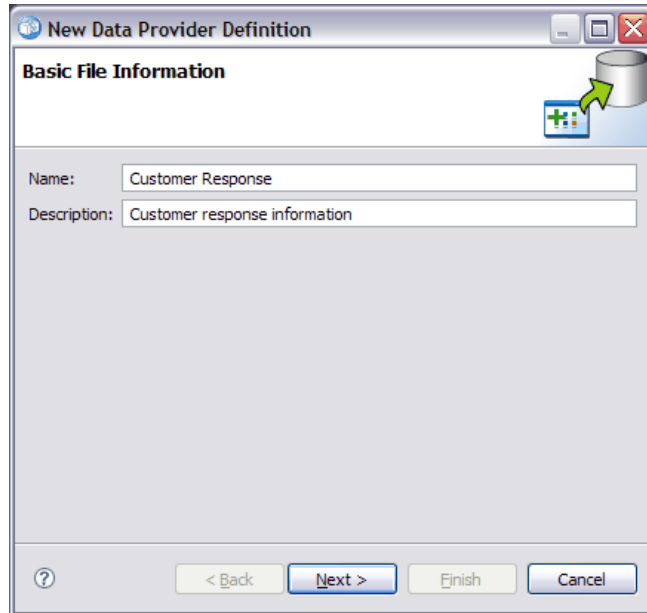 New Data Provider Definition
Basic File Information
Name: Customer Response
Description: Customer response information
? < Back Next > Finish Cancel